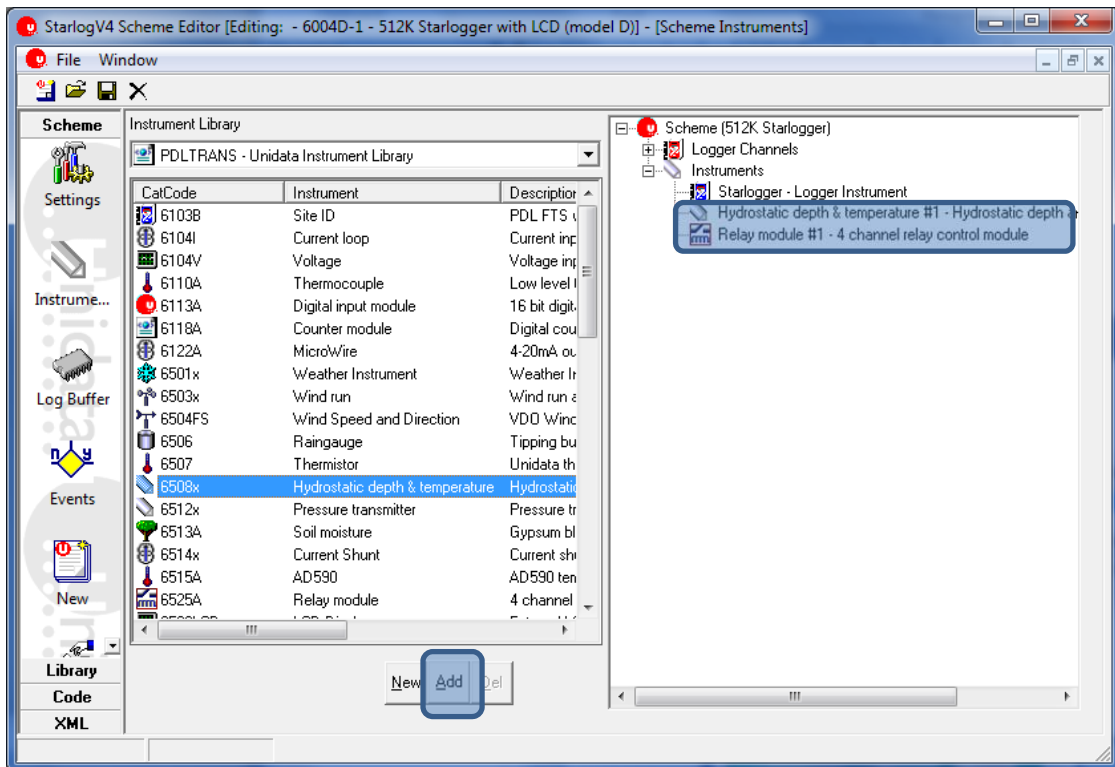 StarlogV4 Scheme Editor [Editing: - 6004D-1 - 512K Starlogger with LCD (model D)] - [Scheme Instruments]
File Window
Scheme
Settings
Instrume...
Log Buffer
Events
New
Library
Code
XML
Instrument Library
PDLTRANS - Unidata Instrument Library
CatCode Instrument Description
6103B Site ID PDL FTS
6104I Current loop Current inp
6104V Voltage Voltage inp
6110A Thermocouple Low level
6113A Digital input module 16 bit digit
6118A Counter module Digital cou
6122A MicroWire 4-20mA ou
6501x Weather Instrument Weather Ir
6503x Wind run Wind run a
6504FS Wind Speed and Direction VDO Winc
6506 Raingauge Tipping bu
6507 Thermistor Unidata th
6508x Hydrostatic depth & temperature Hydrostatic
6512x Pressure transmitter Pressure tr
6513A Soil moisture Gypsum bl
6514x Current Shunt Current shu
6515A AD590 AD590 ten
6525A Relay module 4 channel
New Add Del
Scheme (512K Starlogger)
Logger Channels
Instruments
Starlogger - Logger Instrument
Hydrostatic depth & temperature #1 - Hydrostatic depth a
Relay module #1 - 4 channel relay control module
unidata